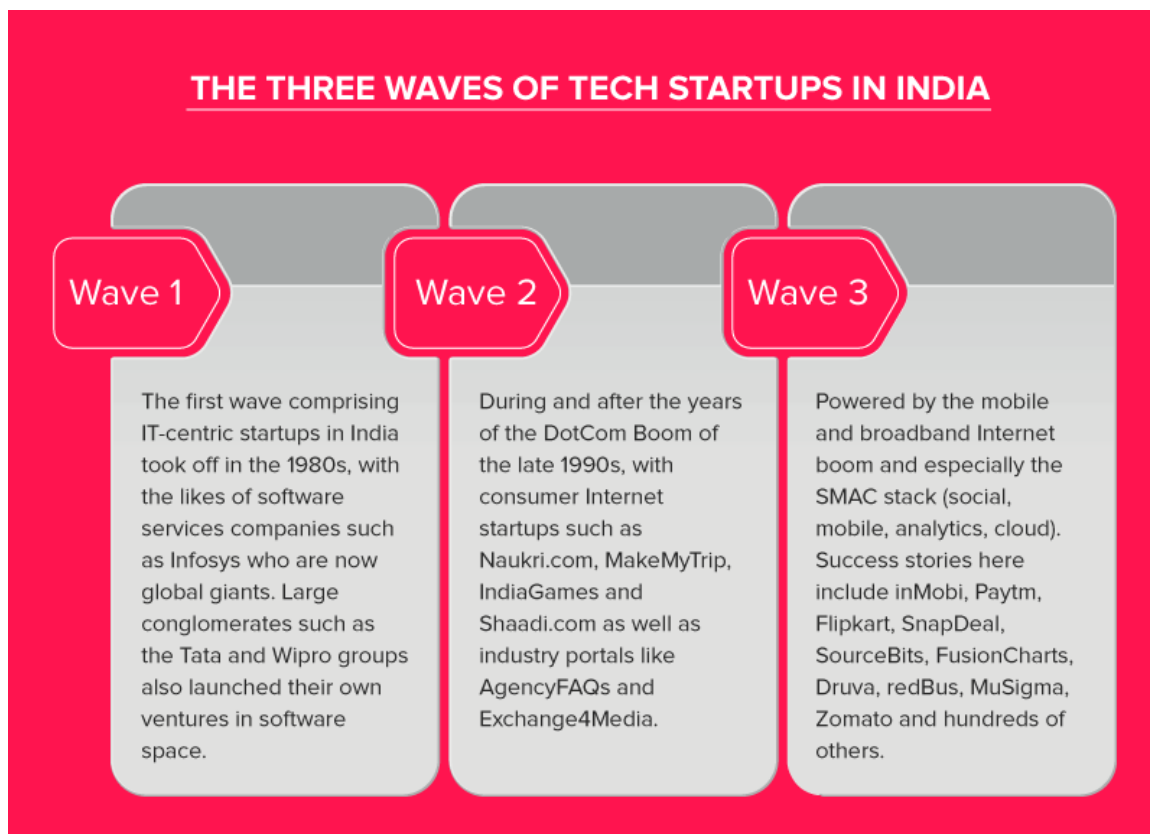 THE THREE WAVES OF TECH STARTUPS IN INDIA
Wave 1
The first wave comprising
IT-centric startups in India
took off in the 1980s, with
the likes of software
services companies such
as Infosys who are now
global giants. Large
conglomerates such as
the Tata and Wipro groups
also launched their own
ventures in software
space.
Wave 2
During and after the years
of the DotCom Boom of
the late 1990s, with
consumer Internet
startups such as
Naukri.com, MakeMyTrip,
IndiaGames and
Shaadi.com as well as
industry portals like
AgencyFAQs and
Exchange4Media.
Wave 3
Powered by the mobile
and broadband Internet
boom and especially the
SMAC stack (social,
mobile, analytics, cloud).
Success stories here
include inMobi, Paytm,
Flipkart, SnapDeal,
SourceBits, FusionCharts,
Druva, redBus, MuSigma,
Zomato and hundreds of
others.